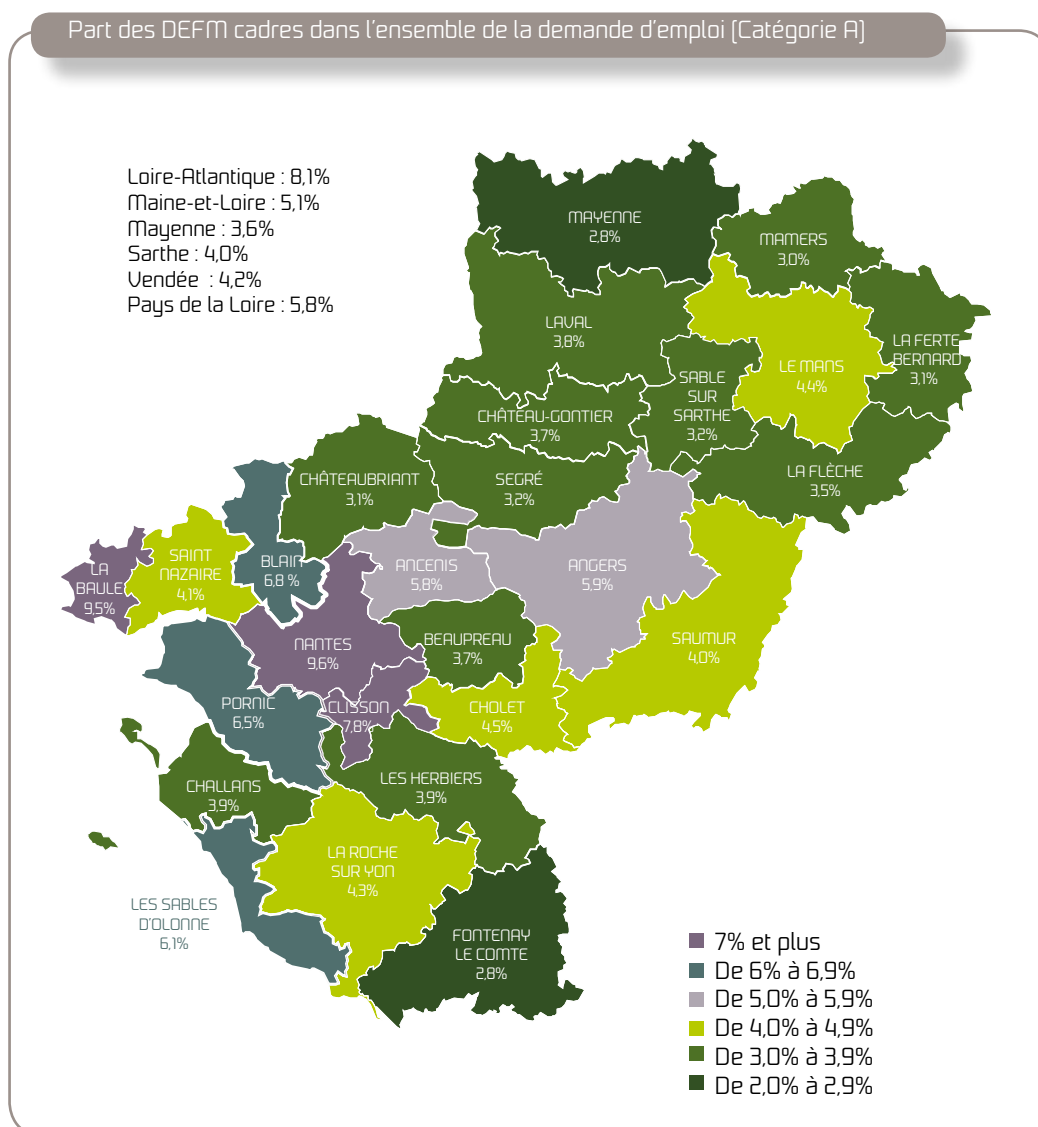 Part des DEFM cadres dans l'ensemble de la demande d'emploi (Catégorie A)
Loire-Atlantique : 8,1%
Maine-et-Loire : 5,1%
Mayenne : 3,6%
Sarthe : 4,0%
Vendée : 4,2%
Pays de la Loire : 5,8%
MAYENNE
2,8%
MAMERS
3,0%
LAVAL
3,8%
LA FERTE
BERNARD
3,1%
LE MANS
4,4%
SABLE
SUR
SARTHE
3,2%
CHÂTEAU-GONTIER
3,7%
LA FLÈCHE
3,5%
CHÂTEAUBRIANT
3,1%
SEGRÉ
3,2%
BLAIN
6,8 %
SAINT
NAZAIRE
4,1%
LA
BAULE
9,5%
ANCENIS
5,8%
ANGERS
5,9%
NANTES
9,6%
BEAUPREAU
3,7%
SAUMUR
4,0%
PORNIC
6,5%
CLISSON
7,8%
CHOLET
4,5%
CHALLANS
3,9%
LES HERBIERS
3,9%
LA ROCHE
SUR YON
4,3%
LES SABLES
D'OLONNE
6,1%
FONTENAY
LE COMTE
2,8%
7% et plus
De 6% à 6,9%
De 5,0% à 5,9%
De 4,0% à 4,9%
De 3,0% à 3,9%
De 2,0% à 2,9%